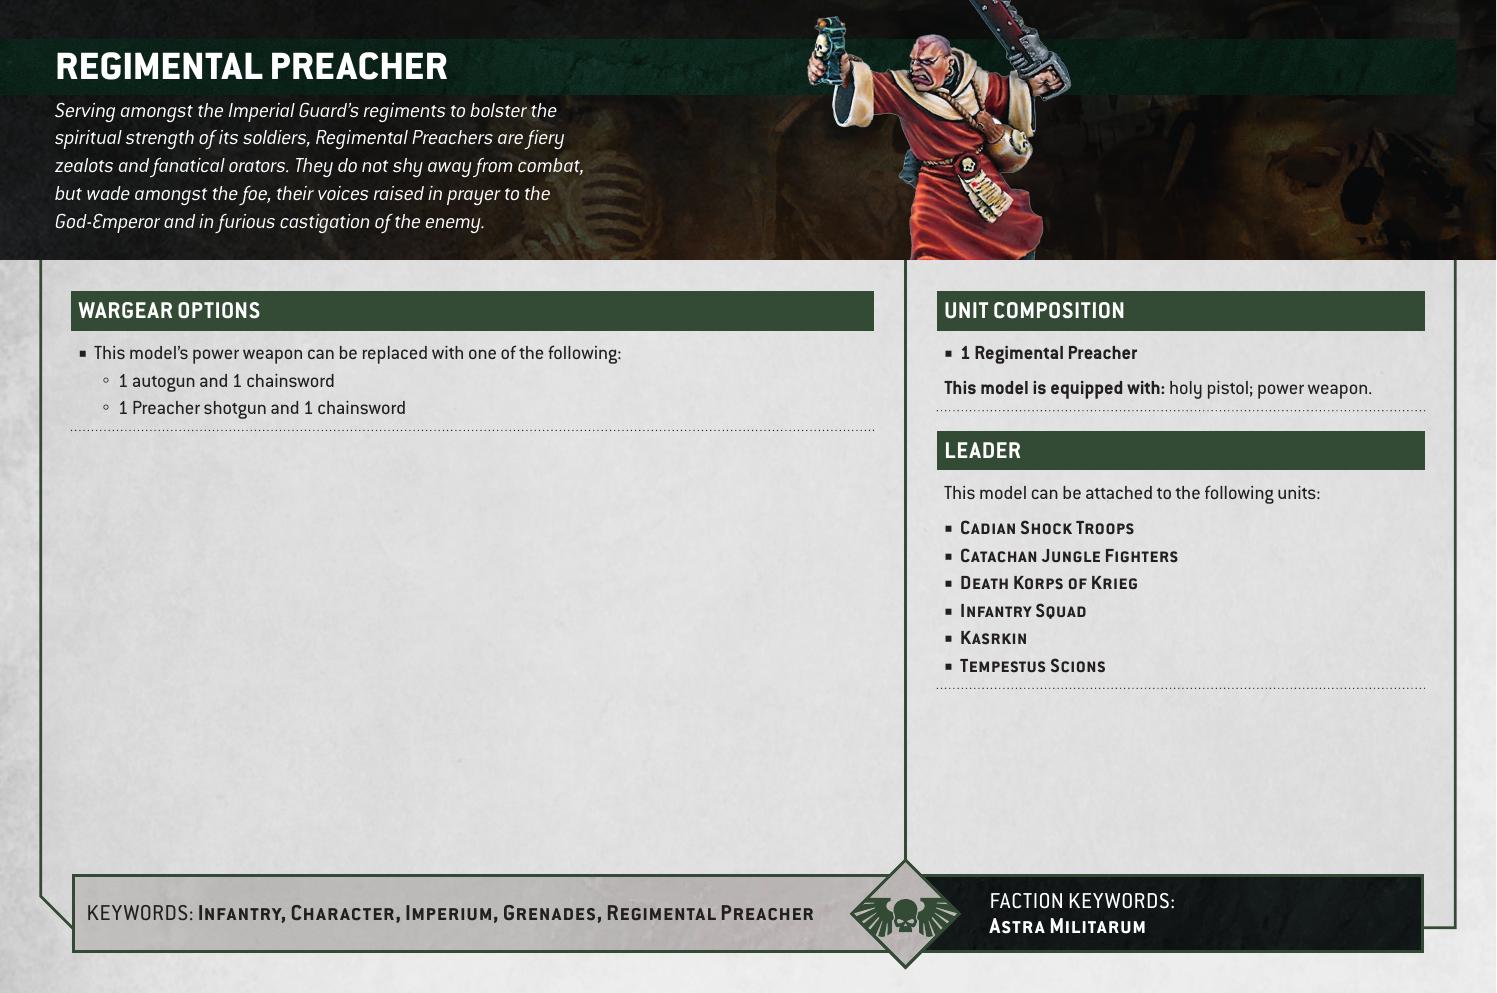 REGIMENTAL PREACHER
Serving amongst the Imperial Guard's regiments to bolster the
spiritual strength of its soldiers, Regimental Preachers are fiery
zealots and fanatical orators. They do not shy away from combat,
but wade amongst the foe, their voices raised in prayer to the
God-Emperor and in furious castigation of the enemy.
WARGEAR OPTIONS
▪ This model's power weapon can be replaced with one of the following:
◦ 1 autogun and 1 chainsword
◦ 1 Preacher shotgun and 1 chainsword
UNIT COMPOSITION
▪ 1 Regimental Preacher
This model is equipped with: holy pistol; power weapon.
LEADER
This model can be attached to the following units:
▪ Cadian Shock Troops
▪ Catachan Jungle Fighters
▪ Death Korps of Krieg
▪ Infantry Squad
▪ Kasrkin
▪ Tempestus Scions
KEYWORDS: Infantry, Character, Imperium, Grenades, Regimental Preacher
FACTION KEYWORDS:
Astra Militarum